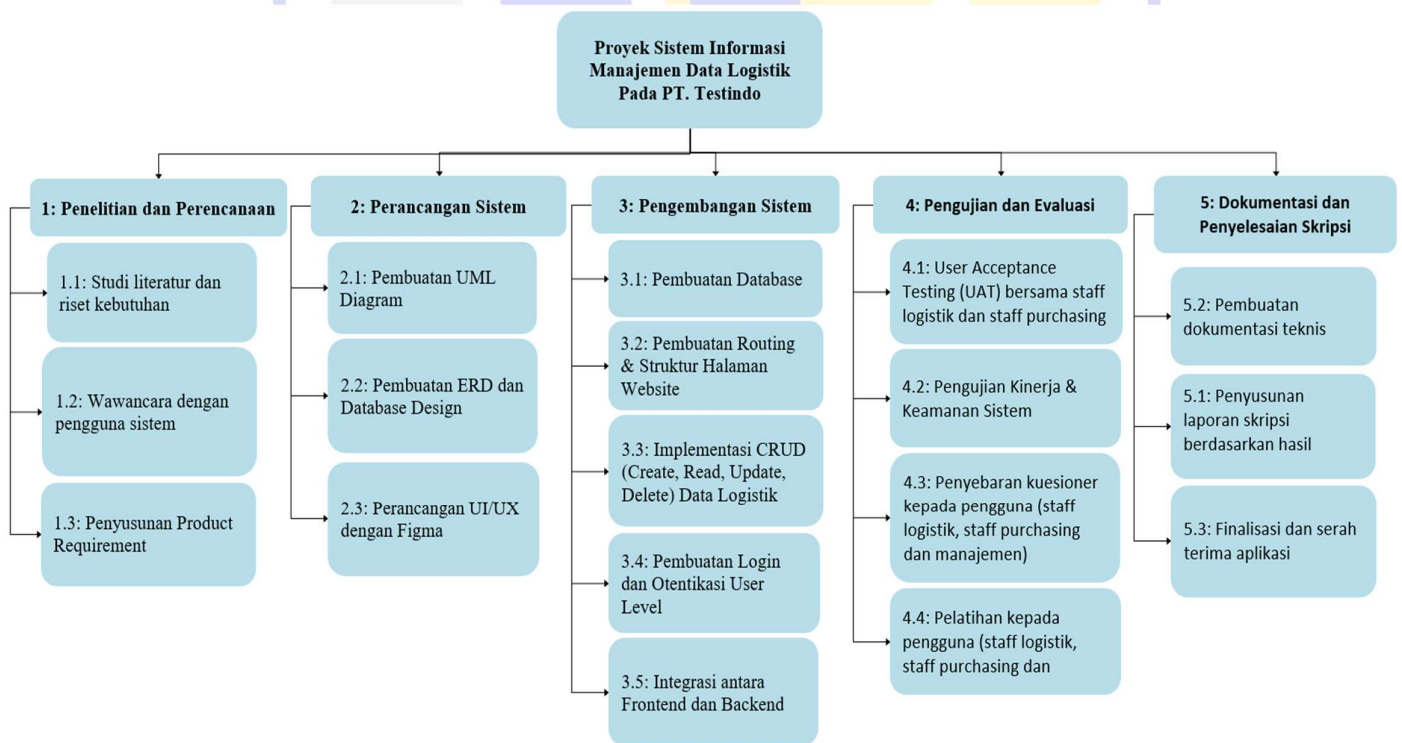 Proyek Sistem Informasi
Manajemen Data Logistik
Pada PT. Testindo
1: Penelitian dan Perencanaan
1.1: Studi literatur dan
riset kebutuhan
1.2: Wawancara dengan
pengguna sistem
1.3: Penyusunan Product
Requirement
2: Perancangan Sistem
2.1: Pembuatan UML
Diagram
2.2: Pembuatan ERD dan
Database Design
2.3: Perancangan UI/UX
dengan Figma
3: Pengembangan Sistem
3.1: Pembuatan Database
3.2: Pembuatan Routing
& Struktur Halaman
Website
3.3: Implementasi CRUD
(Create, Read, Update,
Delete) Data Logistik
3.4: Pembuatan Login
dan Otentikasi User
Level
3.5: Integrasi antara
Frontend dan Backend
4: Pengujian dan Evaluasi
4.1: User Acceptance
Testing (UAT) bersama staff
logistik dan staff purchasing
4.2: Pengujian Kinerja &
Keamanan Sistem
4.3: Penyebaran kuesioner
kepada pengguna (staff
logistik, staff purchasing
dan manajemen)
4.4: Pelatihan kepada
pengguna (staff logistik,
staff purchasing dan
5: Dokumentasi dan
Penyelesaian Skripsi
5.2: Pembuatan
dokumentasi teknis
5.1: Penyusunan
laporan skripsi
berdasarkan hasil
5.3: Finalisasi dan serah
terima aplikasi